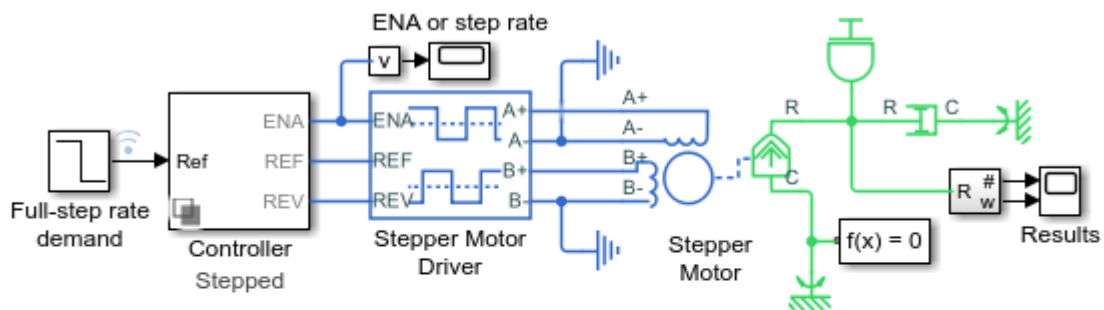 ENA or step rate
v
Full-step rate
demand
Ref
ENA
REF
REV
Controller
Stepped
ENA
REF
REV
A+
A-
B+
B-
Stepper Motor
Driver
A+
A-
B+
B-
Stepper
Motor
R
C
R
C
f(x) = 0
R
#
w
Results